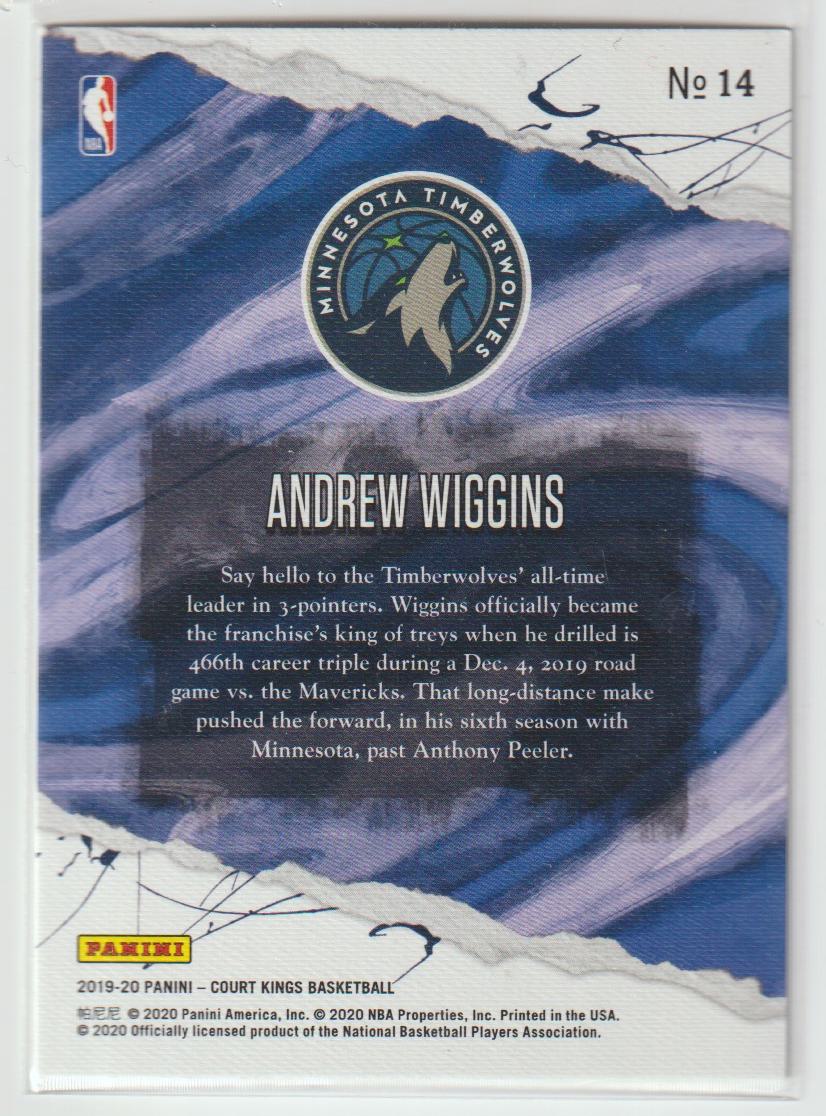 No 14
NBA
MINNESOTA TIMBERWOLVES
ANDREW WIGGINS
Say hello to the Timberwolves' all-time
leader in 3-pointers. Wiggins officially became
the franchise's king of treys when he drilled is
466th career triple during a Dec. 4, 2019 road
game vs. the Mavericks. That long-distance make
pushed the forward, in his sixth season with
Minnesota, past Anthony Peeler.
PANINI
2019-20 PANINI – COURT KINGS BASKETBALL
帕尼尼 © 2020 Panini America, Inc. © 2020 NBA Properties, Inc. Printed in the USA.
© 2020 Officially licensed product of the National Basketball Players Association.